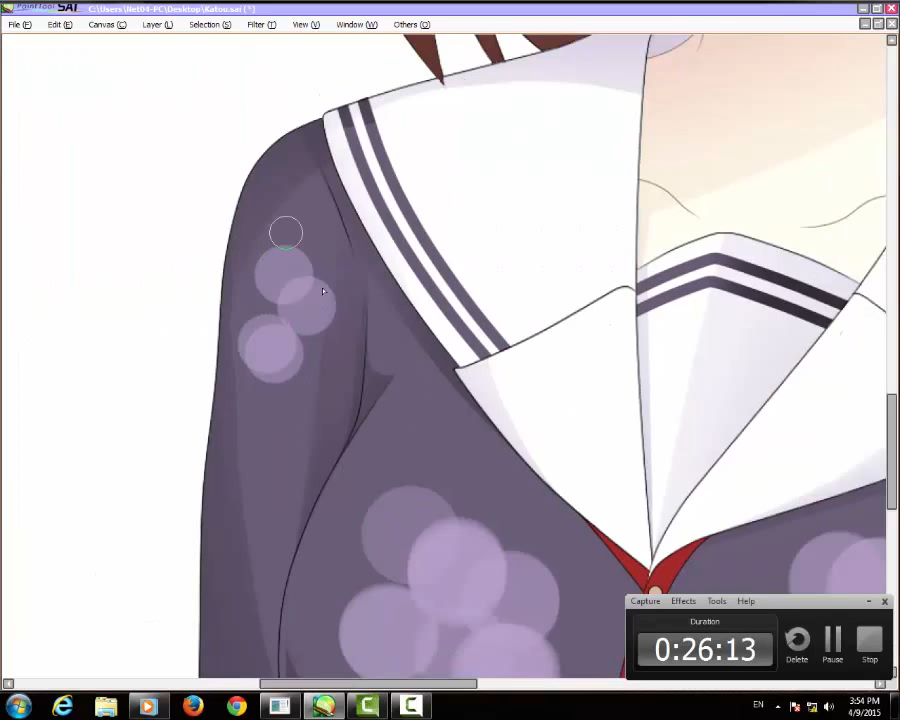 PaintTool SAI C:\Users\Net04-PC\Desktop\Katou.sai (*)
File (F) Edit (E) Canvas (C) Layer (L) Selection (S) Filter (T) View (V) Window (W) Others (O)
Capture Effects Tools Help
Duration
0:26:13
Delete Pause Stop
EN 3:54 PM
4/9/2015